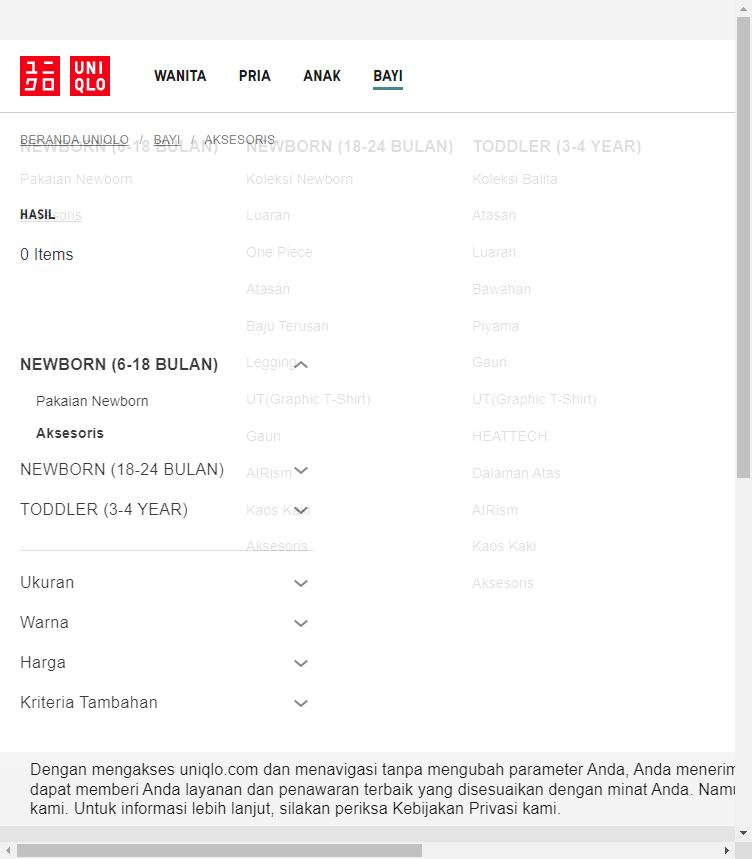 ユニクロ UNIQLO
WANITA PRIA ANAK BAYI
BERANDA UNIQLO / BAYI / AKSESORIS
NEWBORN (6-18 BULAN) NEWBORN (18-24 BULAN) TODDLER (3-4 YEAR)
Pakaian Newborn Koleksi Newborn Koleksi Balita
HASIL Aksesoris Luaran Atasan
0 Items One Piece Luaran
Atasan Bawahan
Baju Terusan Piyama
NEWBORN (6-18 BULAN) Legging Gaun
Pakaian Newborn UT(Graphic T-Shirt) UT(Graphic T-Shirt)
Aksesoris Gaun HEATTECH
NEWBORN (18-24 BULAN) AIRism Dalaman Atas
TODDLER (3-4 YEAR) Kaos Kaki AIRism
Aksesoris Kaos Kaki
Ukuran Aksesoris
Warna
Harga
Kriteria Tambahan
Dengan mengakses uniqlo.com dan menavigasi tanpa mengubah parameter Anda, Anda menerim
dapat memberi Anda layanan dan penawaran terbaik yang disesuaikan dengan minat Anda. Namu
kami. Untuk informasi lebih lanjut, silakan periksa Kebijakan Privasi kami.